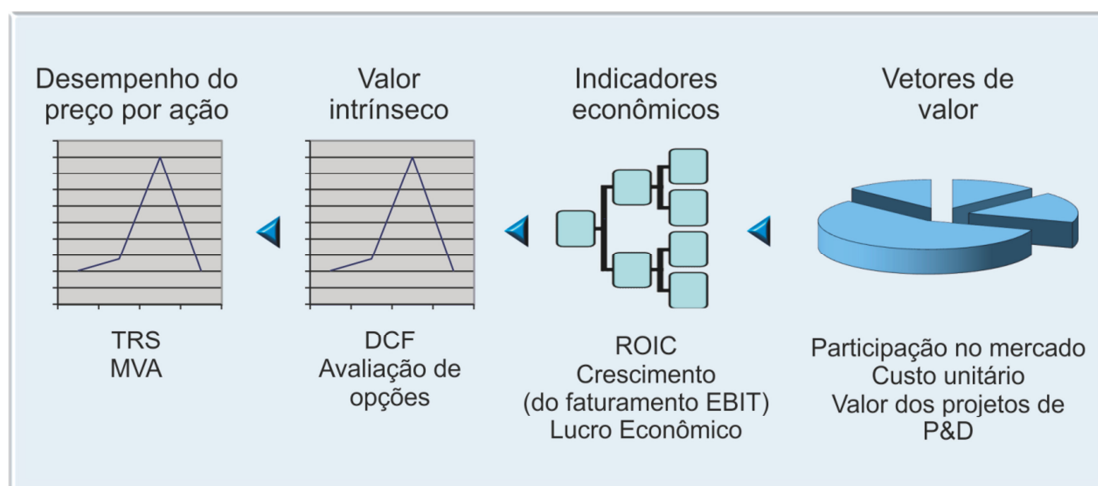 Desempenho do
preço por ação
Valor
intrínseco
Indicadores
econômicos
Vetores de
valor
TRS
MVA
DCF
Avaliação de
opções
ROIC
Crescimento
(do faturamento EBIT)
Lucro Econômico
Participação no mercado
Custo unitário
Valor dos projetos de
P&D